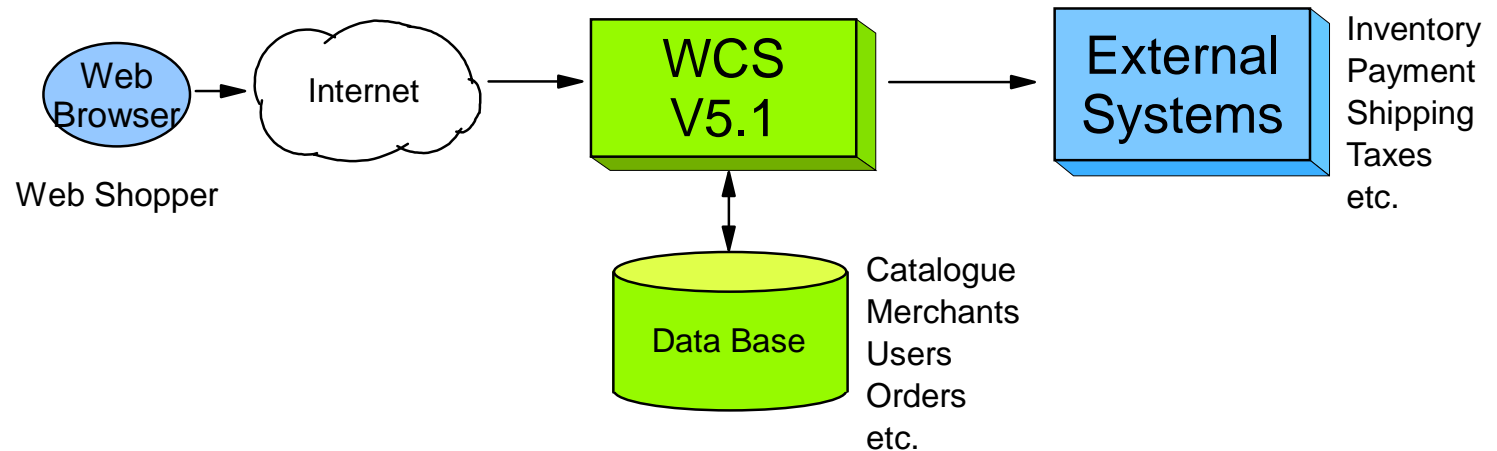 Web
Browser
Web Shopper
Internet
WCS
V5.1
External
Systems
Inventory
Payment
Shipping
Taxes
etc.
Data Base
Catalogue
Merchants
Users
Orders
etc.